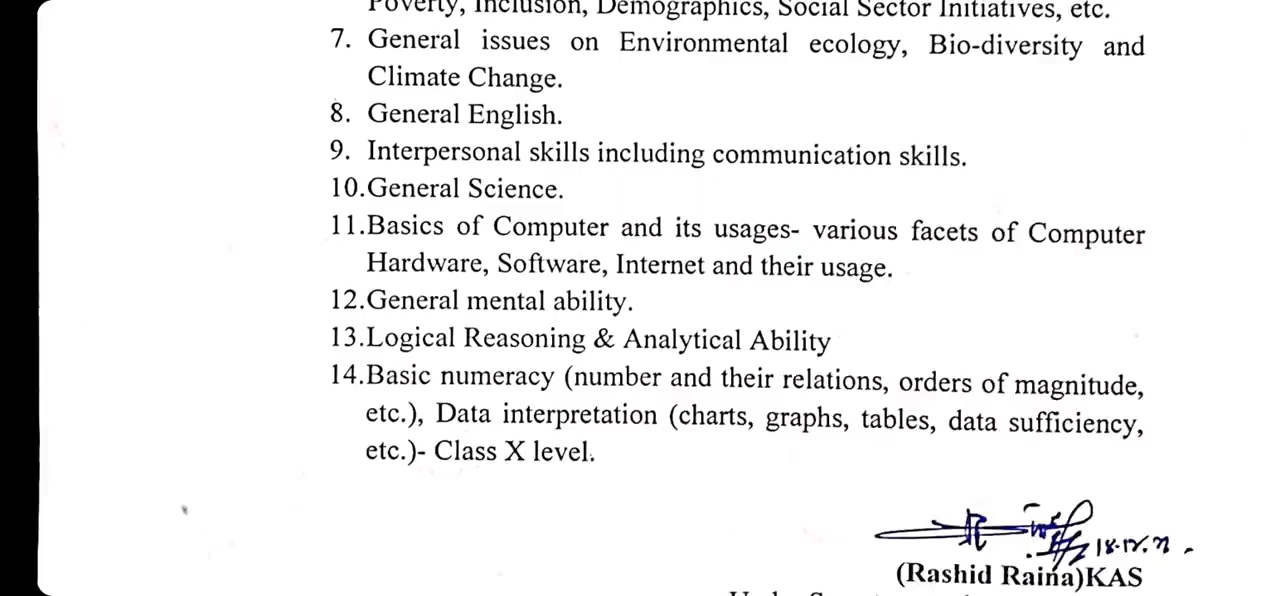 Poverty, Inclusion, Demographics, Social Sector Initiatives, etc.
7. General issues on Environmental ecology, Bio-diversity and
Climate Change.
8. General English.
9. Interpersonal skills including communication skills.
10.General Science.
11.Basics of Computer and its usages- various facets of Computer
Hardware, Software, Internet and their usage.
12.General mental ability.
13.Logical Reasoning & Analytical Ability
14.Basic numeracy (number and their relations, orders of magnitude,
etc.), Data interpretation (charts, graphs, tables, data sufficiency,
etc.)- Class X level.
(Rashid Raina)KAS